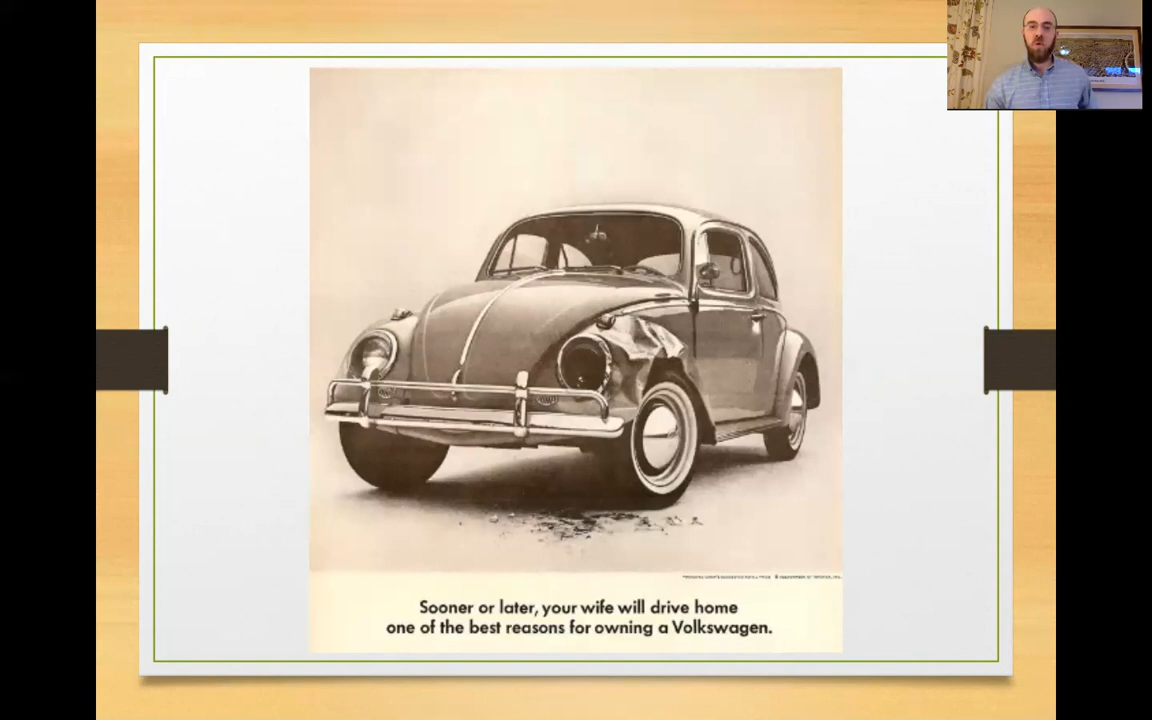 Sooner or later, your wife will drive home
one of the best reasons for owning a Volkswagen.